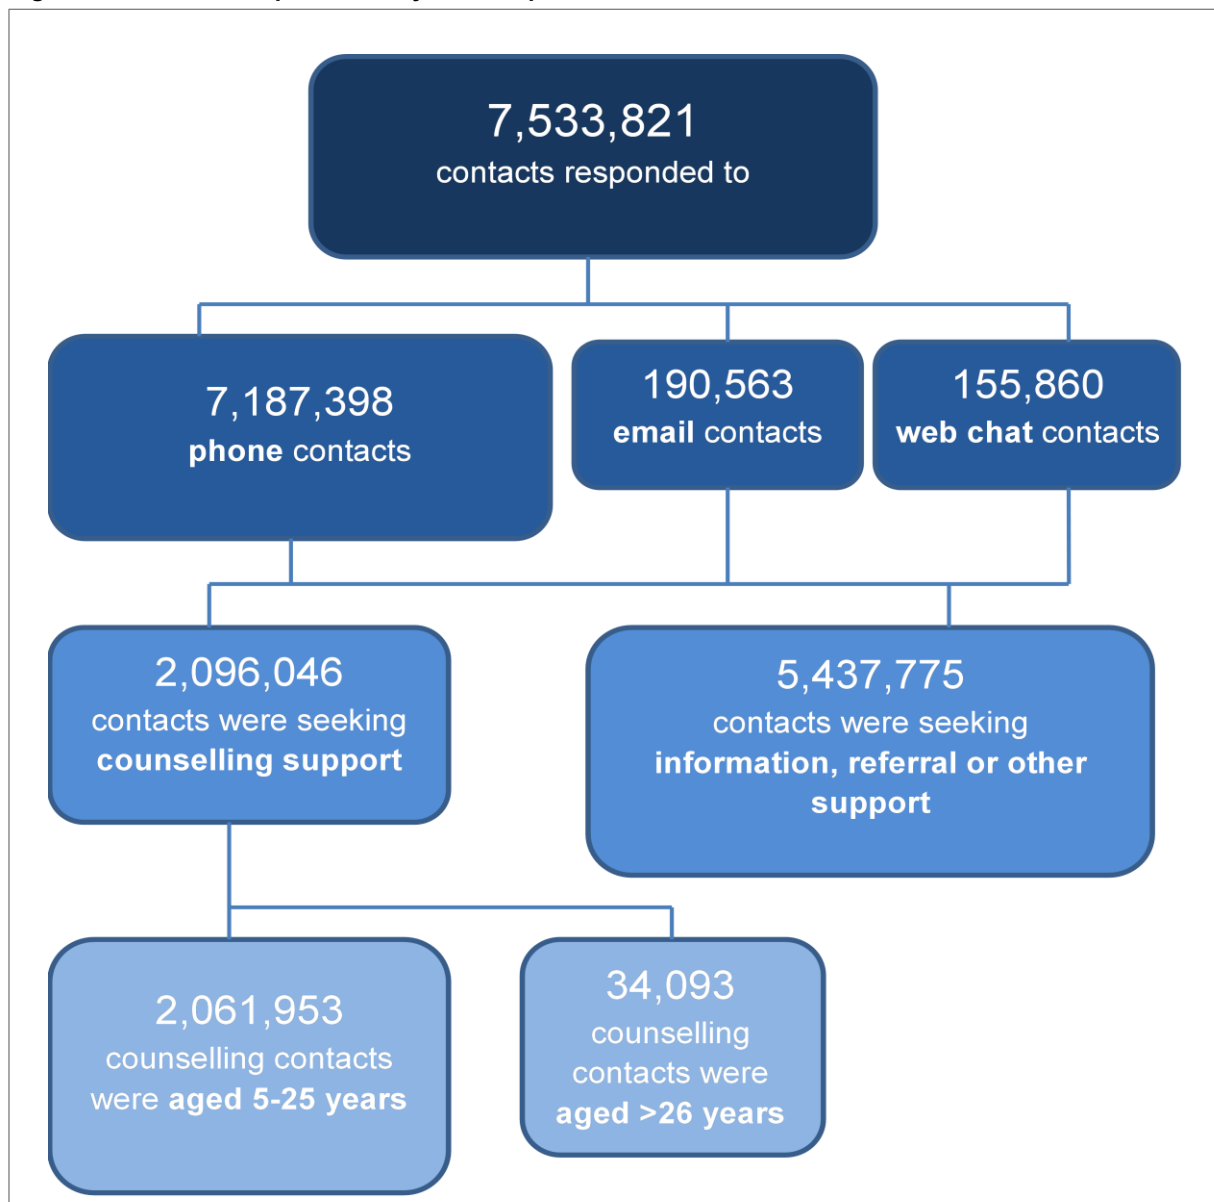 7,533,821
contacts responded to
7,187,398
phone contacts
190,563
email contacts
155,860
web chat contacts
2,096,046
contacts were seeking
counselling support
5,437,775
contacts were seeking
information, referral or other
support
2,061,953
counselling contacts
were aged 5-25 years
34,093
counselling
contacts were
aged >26 years